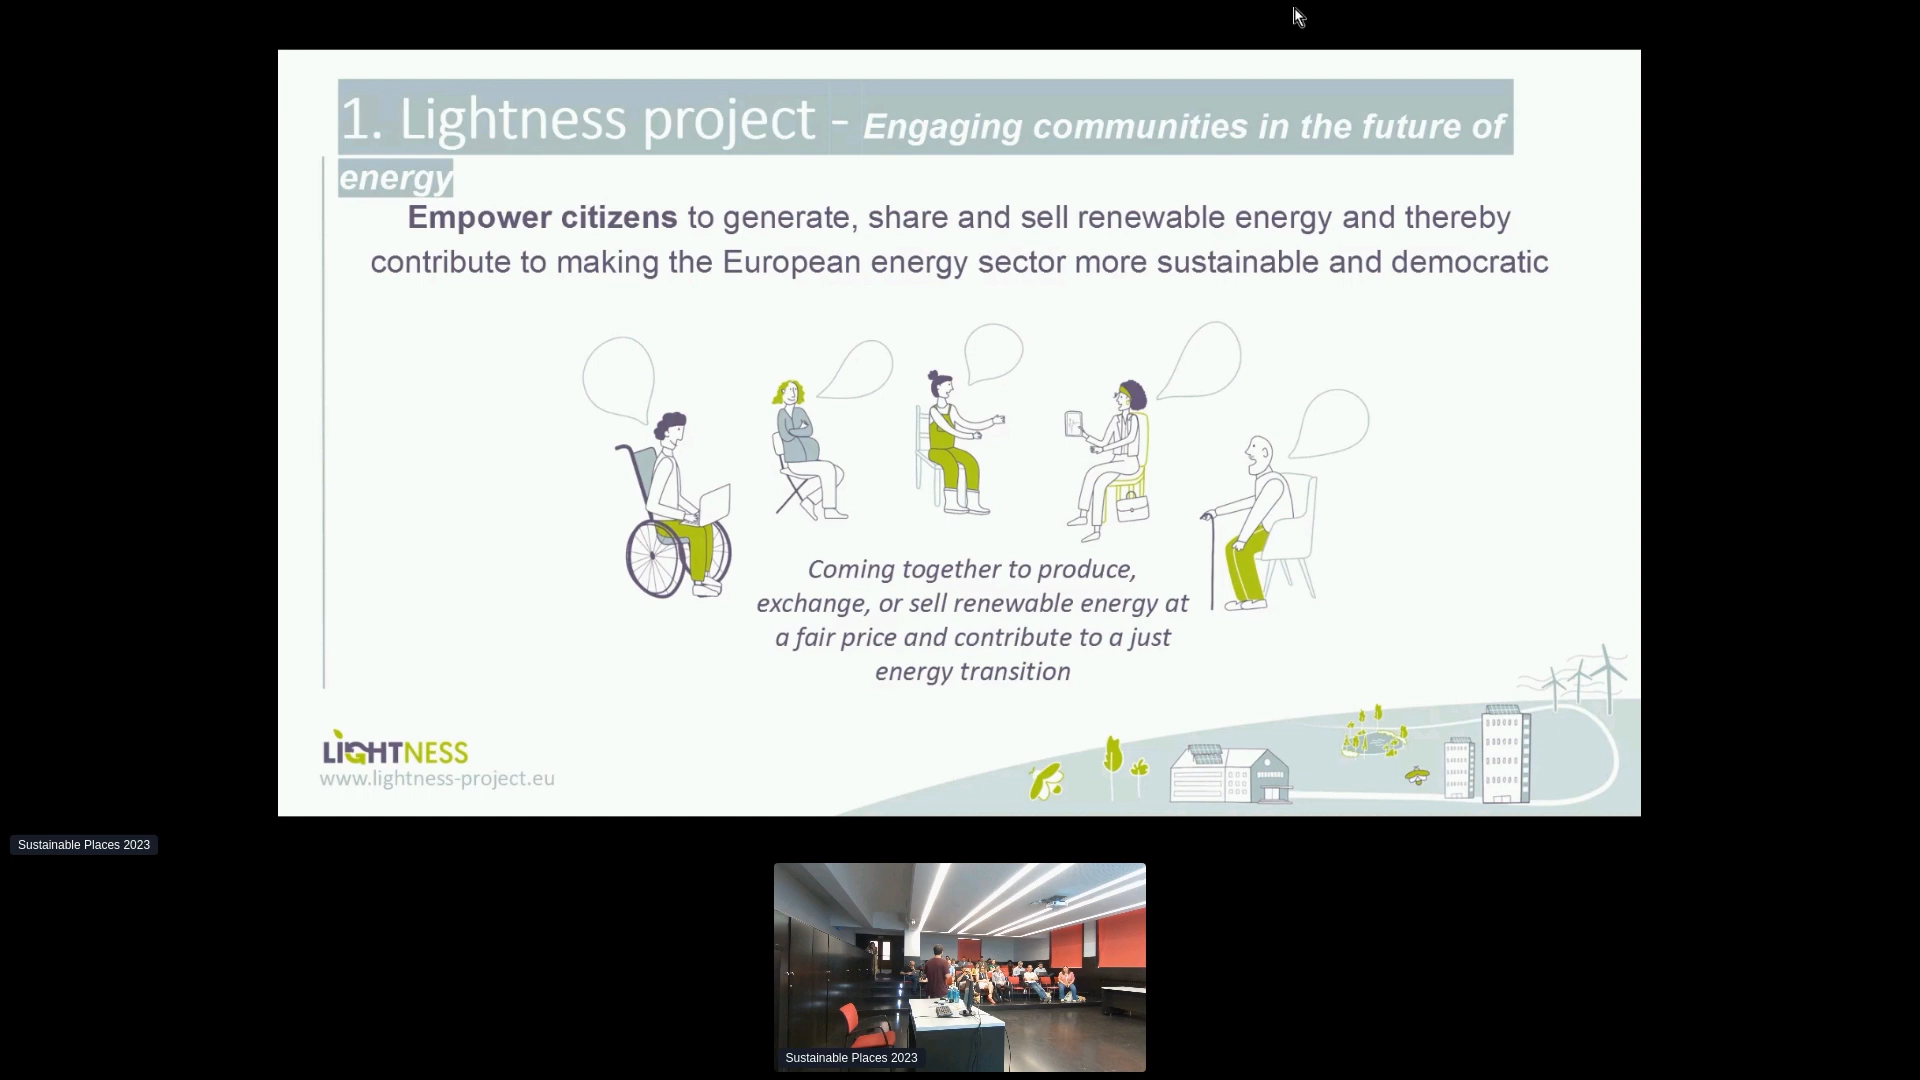 1. Lightness project - Engaging communities in the future of
energy
Empower citizens to generate, share and sell renewable energy and thereby
contribute to making the European energy sector more sustainable and democratic
Coming together to produce,
exchange, or sell renewable energy at
a fair price and contribute to a just
energy transition
LIGHTNESS
www.lightness-project.eu
Sustainable Places 2023
Sustainable Places 2023